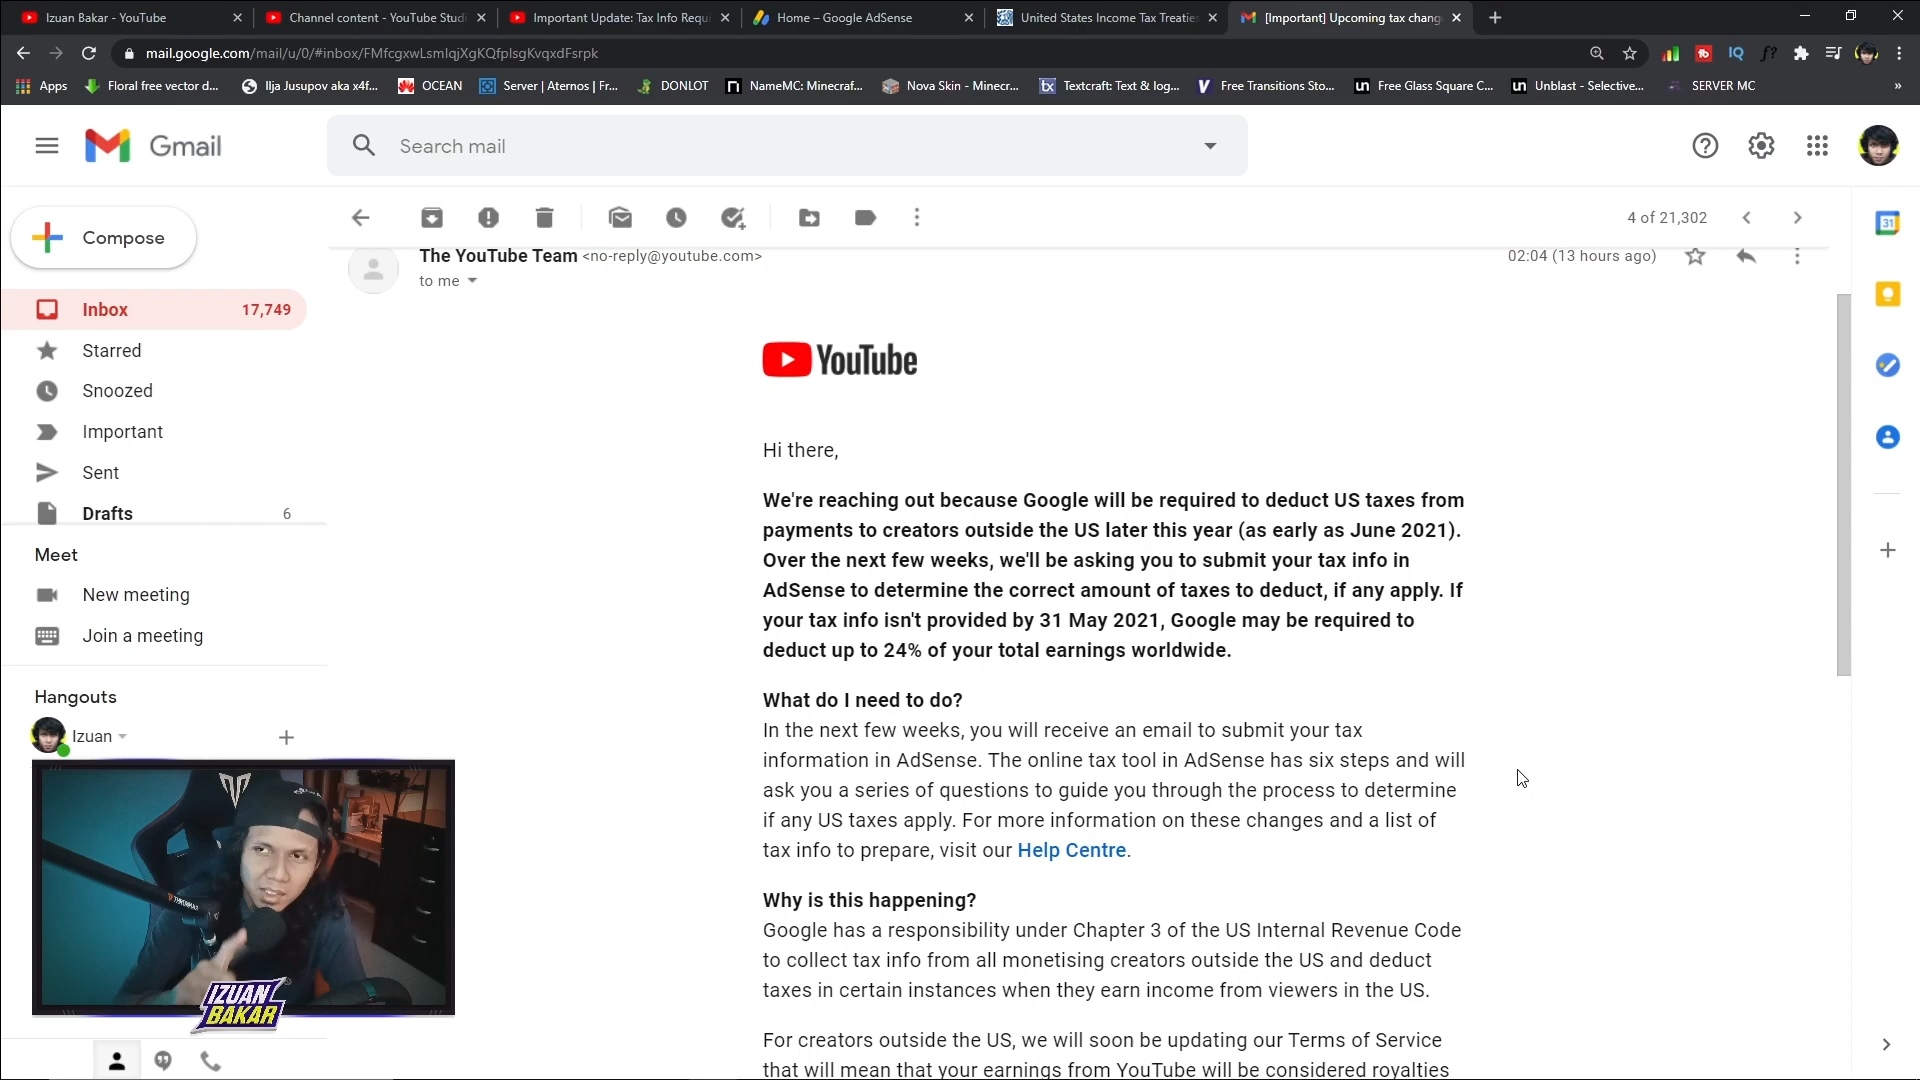 Izuan Bakar - YouTube
Channel content - YouTube Studi
Important Update: Tax Info Requi
Home – Google AdSense
United States Income Tax Treaties
[Important] Upcoming tax chang
mail.google.com/mail/u/0/#inbox/FMfcgxwLsmlqjXgKQfplsgKvqxdFsrpk
Apps
Floral free vector d...
Ilja Jusupov aka x4f...
OCEAN
Server | Aternos | Fr...
DONLOT
NameMC: Minecraf...
Nova Skin - Minecr...
Textcraft: Text & log...
Free Transitions Sto...
Free Glass Square C...
Unblast - Selective...
SERVER MC
»
Gmail
Search mail
Compose
4 of 21,302
The YouTube Team <no-reply@youtube.com>
02:04 (13 hours ago)
to me
Inbox 17,749
Starred
Snoozed
Important
Sent
Drafts 6
Meet
New meeting
Join a meeting
Hangouts
Izuan
IZUAN
BAKAR
YouTube
Hi there,
We're reaching out because Google will be required to deduct US taxes from
payments to creators outside the US later this year (as early as June 2021).
Over the next few weeks, we'll be asking you to submit your tax info in
AdSense to determine the correct amount of taxes to deduct, if any apply. If
your tax info isn't provided by 31 May 2021, Google may be required to
deduct up to 24% of your total earnings worldwide.
What do I need to do?
In the next few weeks, you will receive an email to submit your tax
information in AdSense. The online tax tool in AdSense has six steps and will
ask you a series of questions to guide you through the process to determine
if any US taxes apply. For more information on these changes and a list of
tax info to prepare, visit our Help Centre.
Why is this happening?
Google has a responsibility under Chapter 3 of the US Internal Revenue Code
to collect tax info from all monetising creators outside the US and deduct
taxes in certain instances when they earn income from viewers in the US.
For creators outside the US, we will soon be updating our Terms of Service
that will mean that your earnings from YouTube will be considered royalties